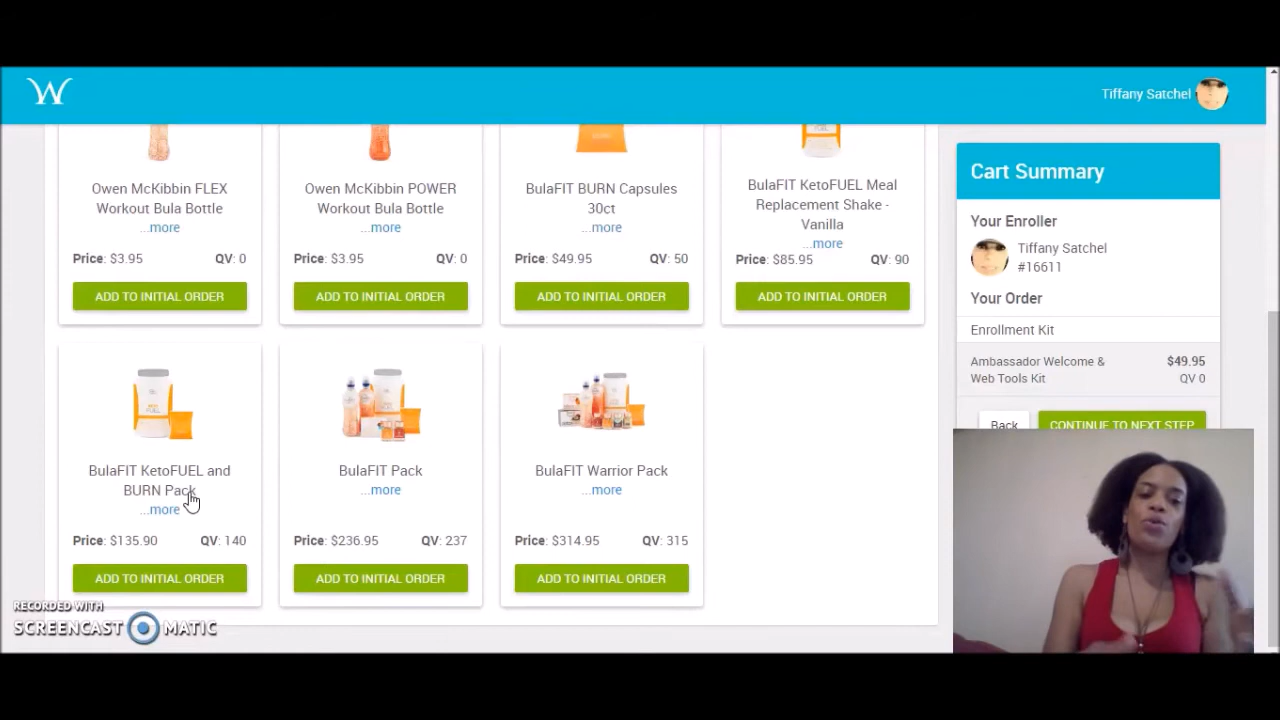 W
Tiffany Satchel
Owen McKibbin FLEX
Workout Bula Bottle
...more
Price: $3.95 QV: 0
ADD TO INITIAL ORDER
Owen McKibbin POWER
Workout Bula Bottle
...more
Price: $3.95 QV: 0
ADD TO INITIAL ORDER
BulaFIT BURN Capsules
30ct
...more
Price: $49.95 QV: 50
ADD TO INITIAL ORDER
FUEL
BulaFIT KetoFUEL Meal
Replacement Shake -
Vanilla
...more
Price: $85.95 QV: 90
ADD TO INITIAL ORDER
FUEL
BulaFIT KetoFUEL and
BURN Pack
...more
Price: $135.90 QV: 140
ADD TO INITIAL ORDER
BulaFIT Pack
...more
Price: $236.95 QV: 237
ADD TO INITIAL ORDER
BulaFIT Warrior Pack
...more
Price: $314.95 QV: 315
ADD TO INITIAL ORDER
Cart Summary
Your Enroller
Tiffany Satchel
#16611
Your Order
Enrollment Kit
Ambassador Welcome & $49.95
Web Tools Kit QV 0
Back CONTINUE TO NEXT STEP
RECORDED WITH
SCREENCAST MATIC